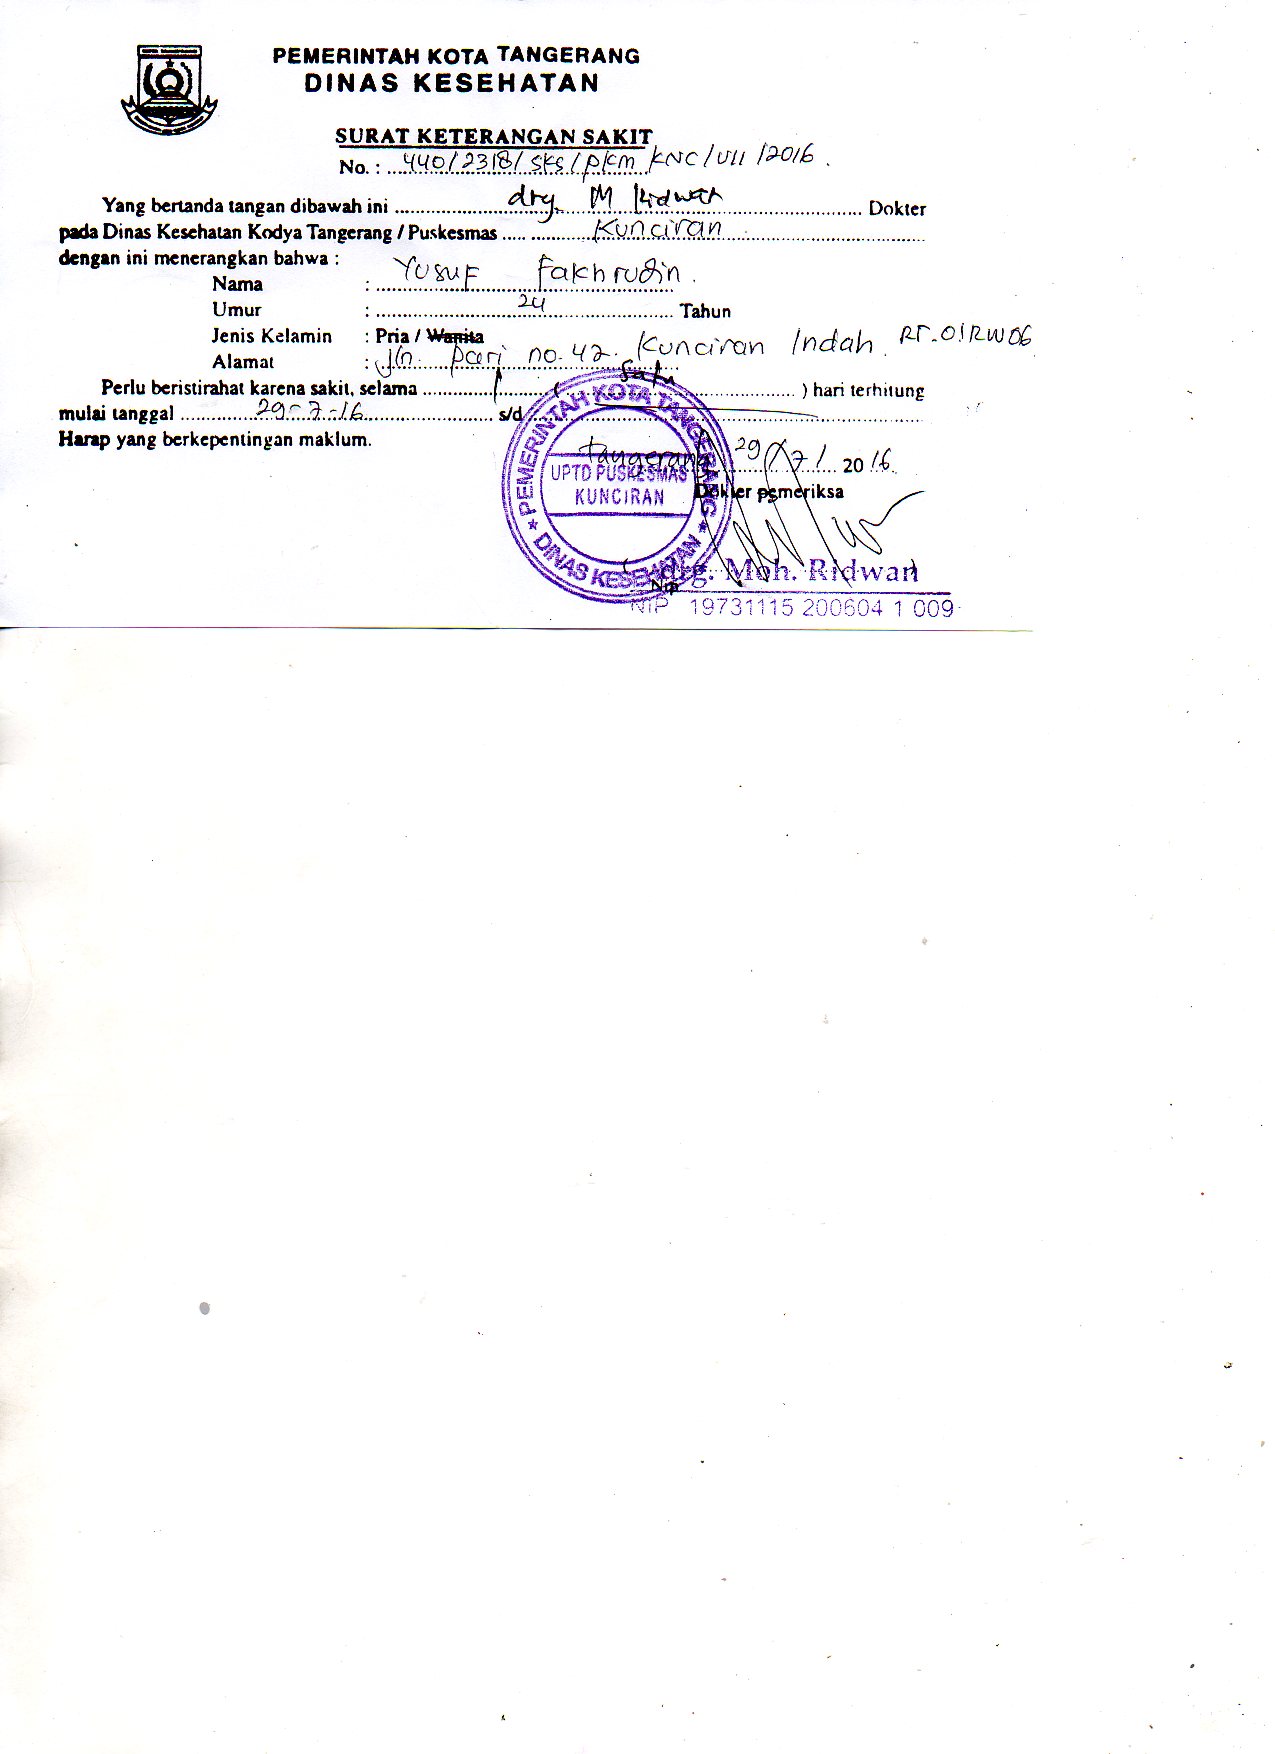 PEMERINTAH KOTA TANGERANG
DINAS KESEHATAN
SURAT KETERANGAN SAKIT
No. : 440/2318/sks/pkm knc/VII/2016.
Yang bertanda tangan dibawah ini drg. M Ridwan Dokter
pada Dinas Kesehatan Kodya Tangerang / Puskesmas Kunciran
dengan ini menerangkan bahwa :
Nama : Yusuf Fakhrudin.
Umur : 24 Tahun
Jenis Kelamin : Pria / Wanita
Alamat : Jln. pari no. 42. Kunciran Indah. RT.01RW06
Perlu beristirahat karena sakit, selama 1 ( satu ) hari terhitung
mulai tanggal 29-7-16 s/d
Harap yang berkepentingan maklum.
Tangerang 29/7/2016.
Dokter pemeriksa
PEMERINTAH KOTA TANGERANG
UPTD PUSKESMAS
KUNCIRAN
* DINAS KESEHATAN *
drg. Moh. Ridwan
Nip
NIP 19731115 200604 1 009